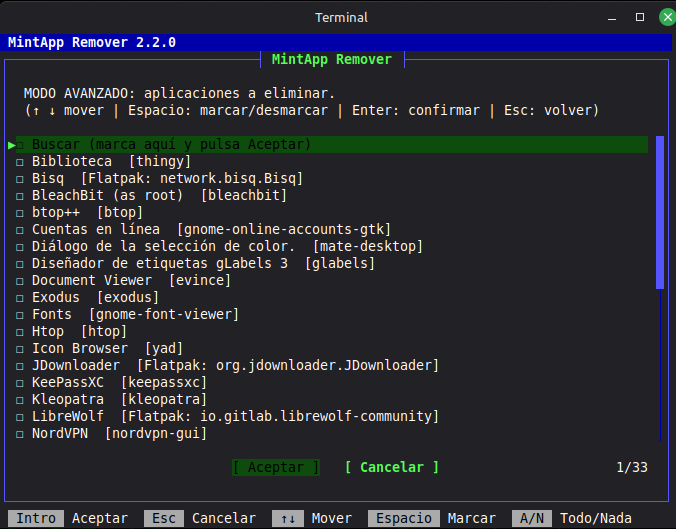 Terminal
MintApp Remover 2.2.0
MintApp Remover
MODO AVANZADO: aplicaciones a eliminar.
(↑ ↓ mover | Espacio: marcar/desmarcar | Enter: confirmar | Esc: volver)
Buscar (marca aquí y pulsa Aceptar)
Biblioteca [thingy]
Bisq [Flatpak: network.bisq.Bisq]
BleachBit (as root) [bleachbit]
btop++ [btop]
Cuentas en línea [gnome-online-accounts-gtk]
Diálogo de la selección de color. [mate-desktop]
Diseñador de etiquetas gLabels 3 [glabels]
Document Viewer [evince]
Exodus [exodus]
Fonts [gnome-font-viewer]
Htop [htop]
Icon Browser [yad]
JDownloader [Flatpak: org.jdownloader.JDownloader]
KeePassXC [keepassxc]
Kleopatra [kleopatra]
LibreWolf [Flatpak: io.gitlab.librewolf-community]
NordVPN [nordvpn-gui]
[ Aceptar ] [ Cancelar ] 1/33
Intro Aceptar Esc Cancelar ↑↓ Mover Espacio Marcar A/N Todo/Nada